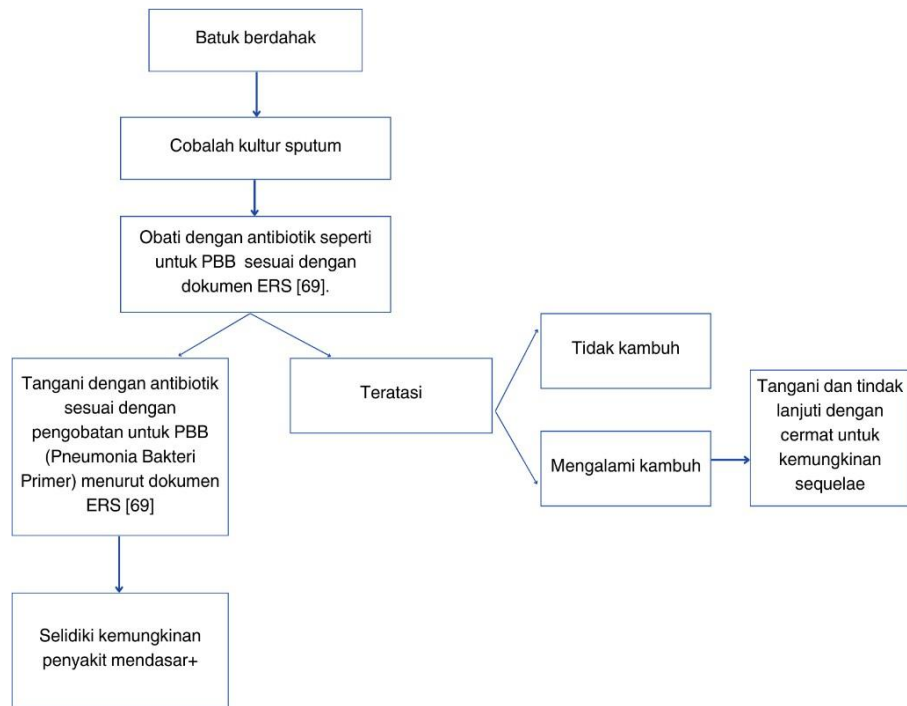 Batuk berdahak
Cobalah kultur sputum
Obati dengan antibiotik seperti
untuk PBB sesuai dengan
dokumen ERS [69].
Tangani dengan antibiotik
sesuai dengan
pengobatan untuk PBB
(Pneumonia Bakteri
Primer) menurut dokumen
ERS [69]
Teratasi
Tidak kambuh
Mengalami kambuh
Tangani dan tindak
lanjuti dengan
cermat untuk
kemungkinan
sequelae
Selidiki kemungkinan
penyakit mendasar+